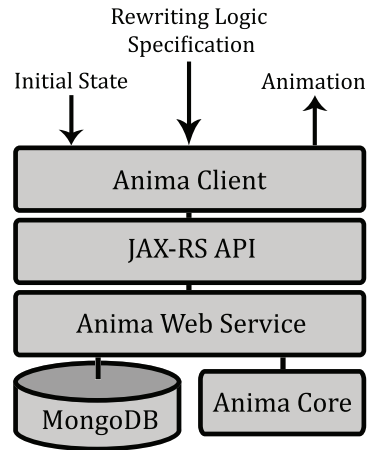 Rewriting Logic
Specification
Initial State
Animation
Anima Client
JAX-RS API
Anima Web Service
MongoDB
Anima Core